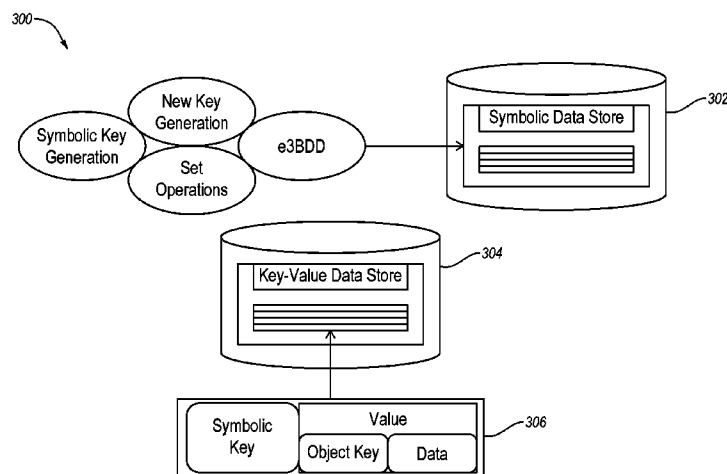 300
New Key
Generation
Symbolic Key
Generation
e3BDD
Set
Operations
Symbolic Data Store
302
Key-Value Data Store
304
Symbolic
Key
Value
Object Key
Data
306